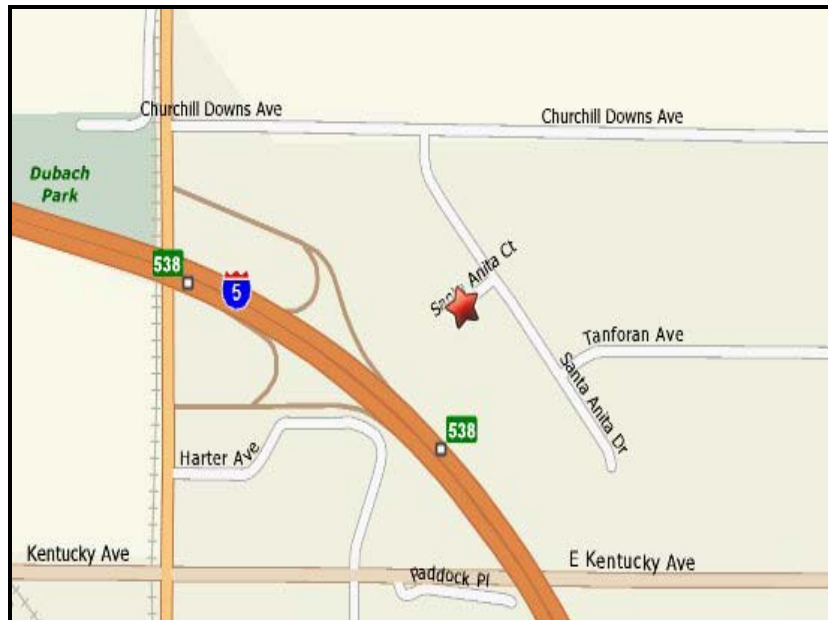 Churchill Downs Ave
Churchill Downs Ave
Dubach
Park
538
5
Santa Anita Ct
Tanforan Ave
Santa Anita Dr
538
Harter Ave
Kentucky Ave
E Kentucky Ave
Paddock Pl